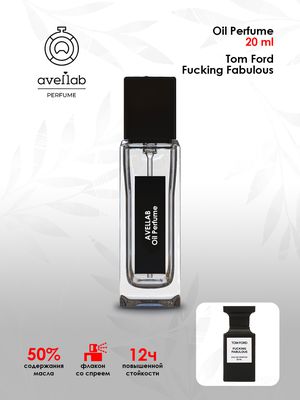 avellab
PERFUME
Oil Perfume
20 ml
Tom Ford
Fucking Fabulous
AVELLAB
Oil Perfume
TOM FORD
FUCKING
FABULOUS
50%
содержания
масла
флакон
со спреем
12ч
повышенной
стойкости